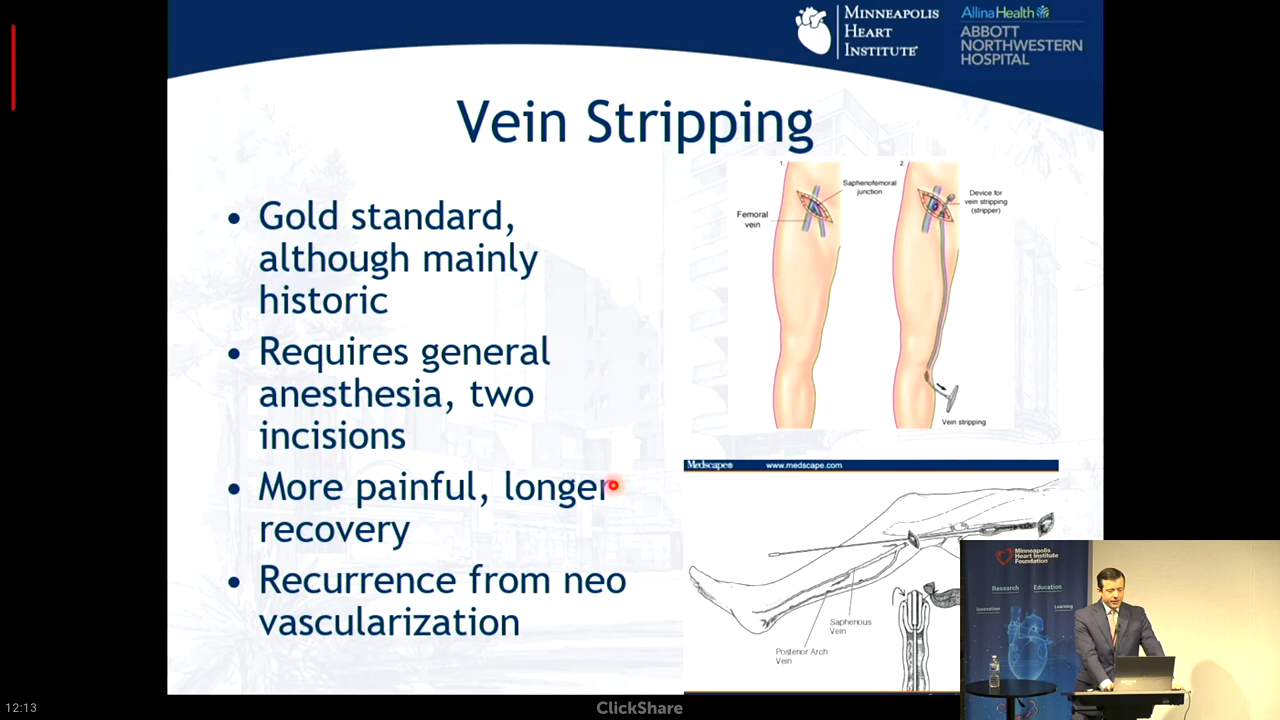 MINNEAPOLIS
HEART
INSTITUTE®
AllinaHealth
ABBOTT
NORTHWESTERN
HOSPITAL
Vein Stripping
• Gold standard,
although mainly
historic
• Requires general
anesthesia, two
incisions
• More painful, longer
recovery
• Recurrence from neo
vascularization
1.
2.
Saphenofemoral
junction
Femoral
vein
Device for
vein stripping
(stripper)
Vein stripping
Medscape® www.medscape.com
Saphenous
Vein
Posterior Arch
Vein
Minneapolis
Heart Institute
Foundation
Research Education
Innovation Learning
12:13
ClickShare